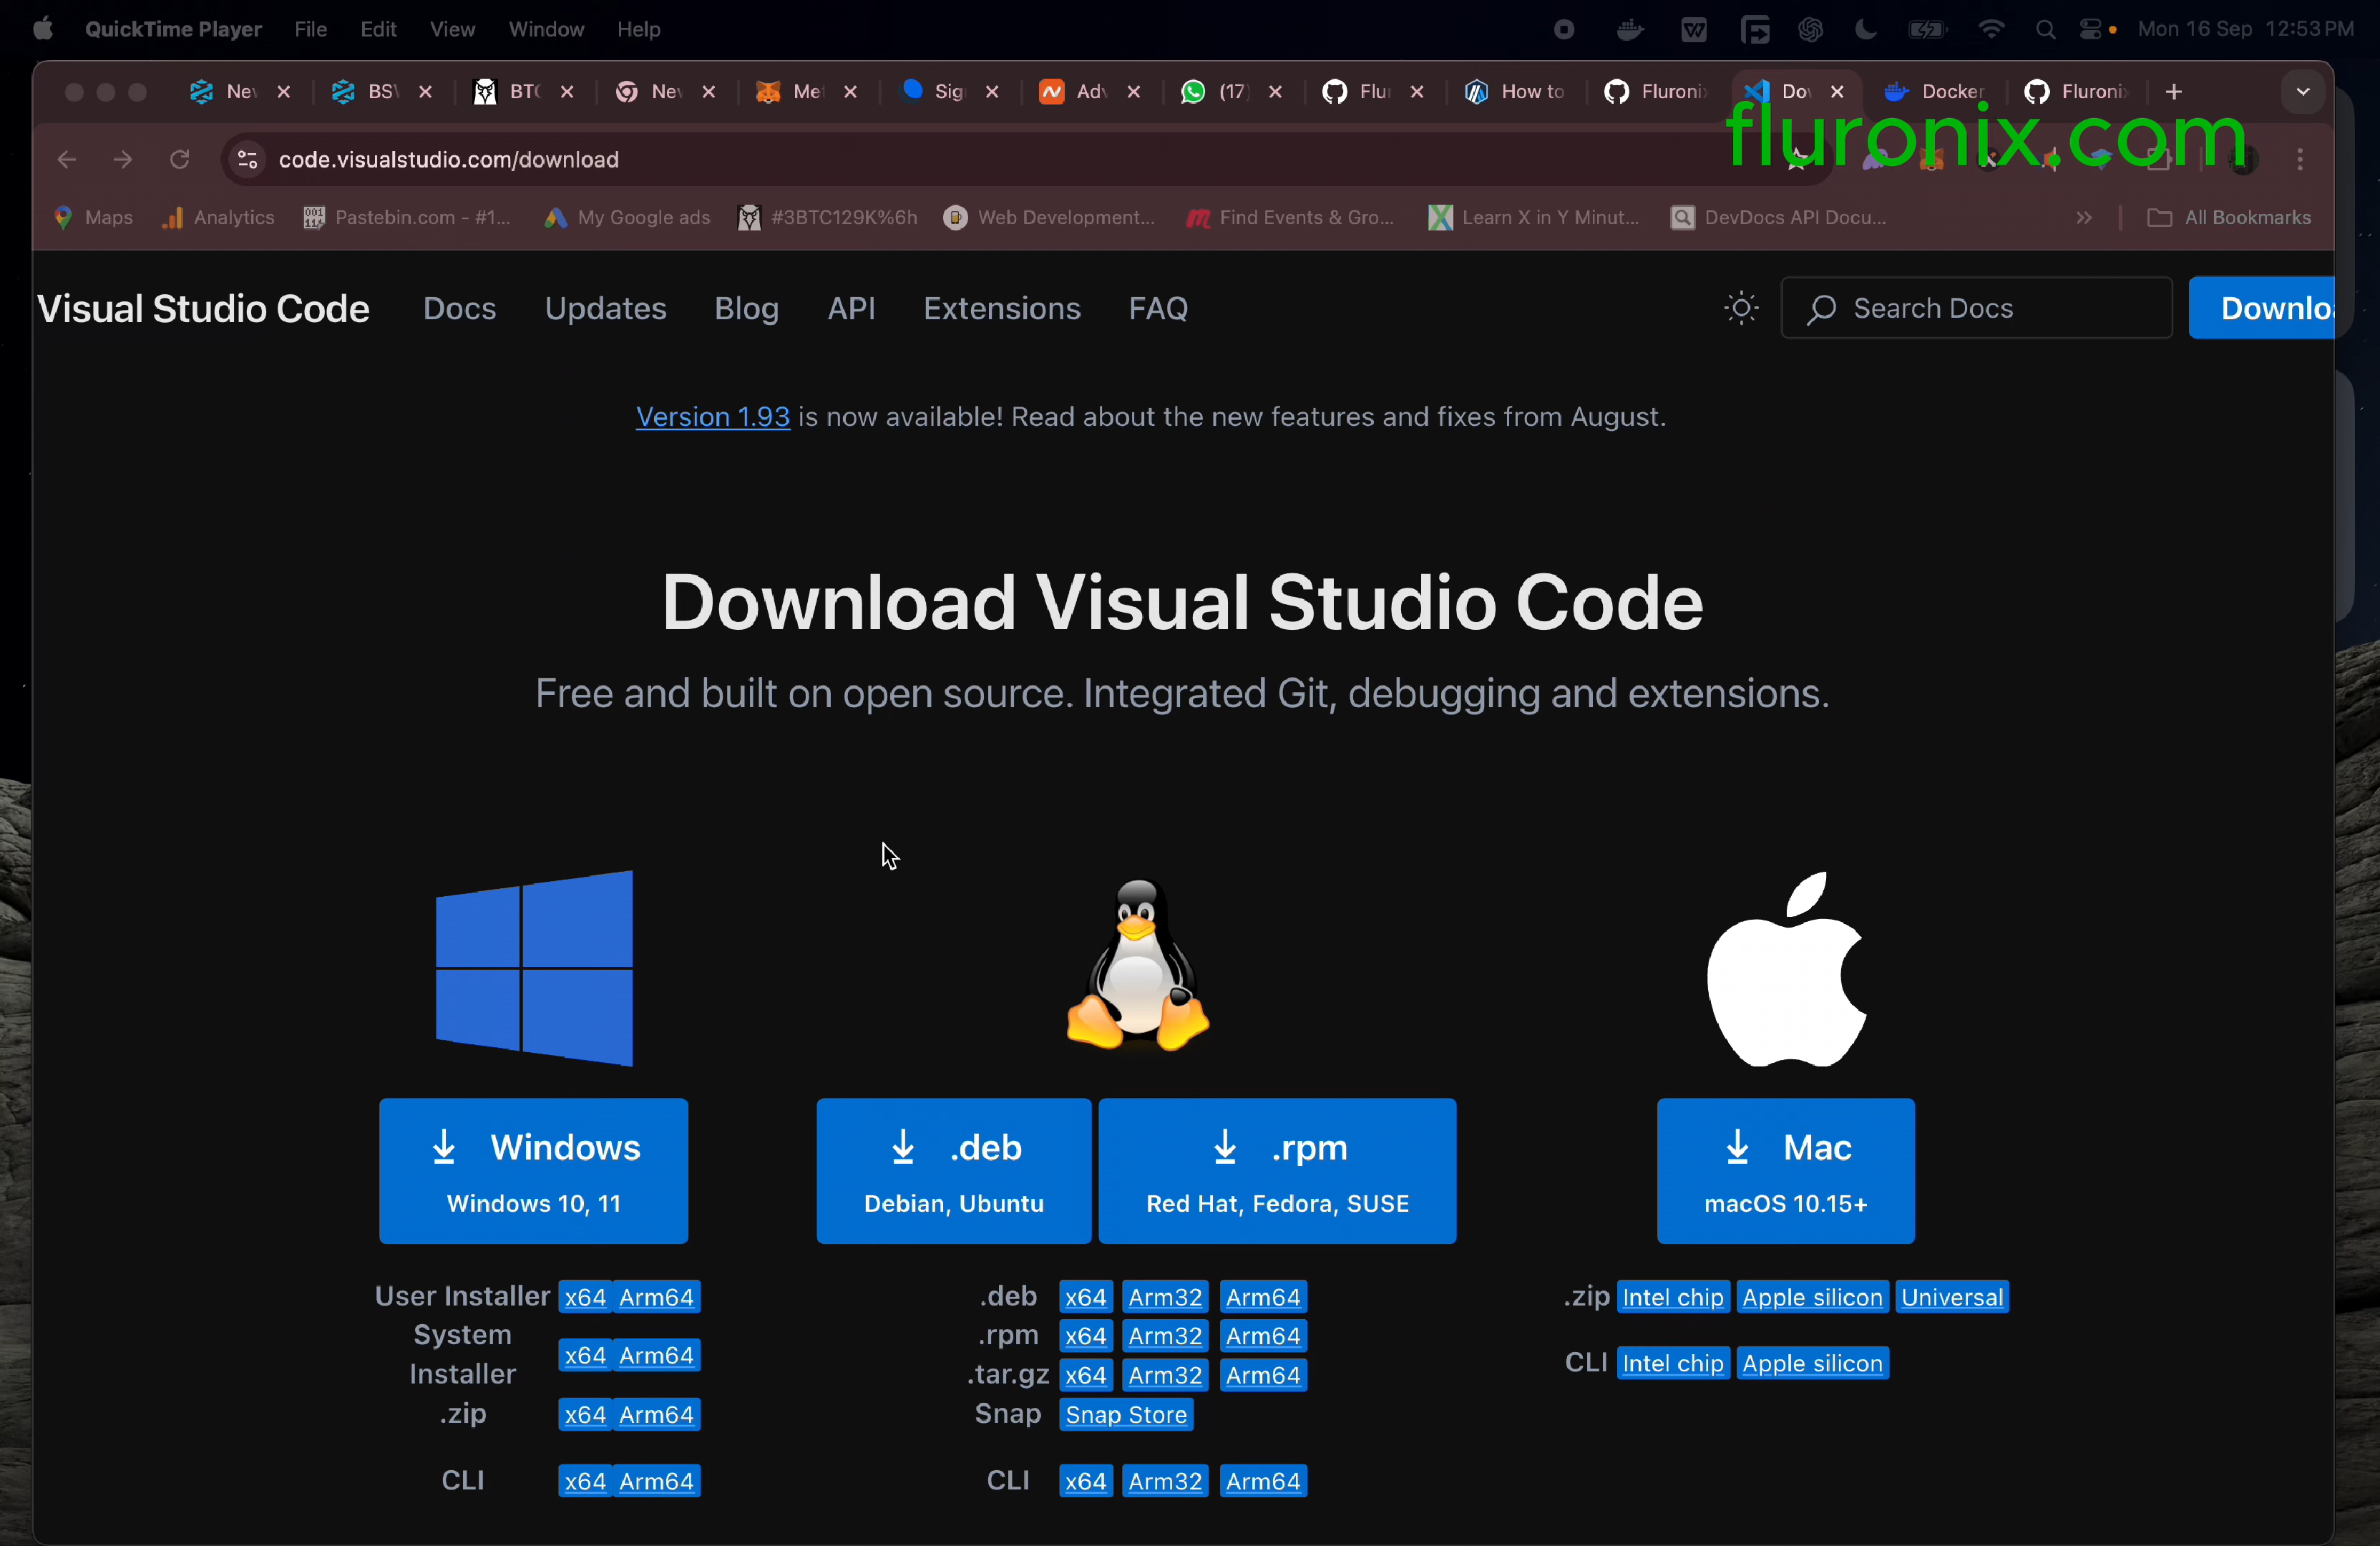 QuickTime Player File Edit View Window Help Mon 16 Sep 12:53 PM
BTC (17) How to Docker
fluronix.com
code.visualstudio.com/download
Maps Analytics Pastebin.com - #1... My Google ads #3BTC129K%6h Web Development... Find Events & Gro... Learn X in Y Minut... DevDocs API Docu... All Bookmarks
Visual Studio Code Docs Updates Blog API Extensions FAQ Search Docs Downlo
Version 1.93 is now available! Read about the new features and fixes from August.
Download Visual Studio Code
Free and built on open source. Integrated Git, debugging and extensions.
Windows
Windows 10, 11
.deb
Debian, Ubuntu
.rpm
Red Hat, Fedora, SUSE
Mac
macOS 10.15+
User Installer x64 Arm64
System Installer x64 Arm64
.zip x64 Arm64
CLI x64 Arm64
.deb x64 Arm32 Arm64
.rpm x64 Arm32 Arm64
.tar.gz x64 Arm32 Arm64
Snap Snap Store
CLI x64 Arm32 Arm64
.zip Intel chip Apple silicon Universal
CLI Intel chip Apple silicon